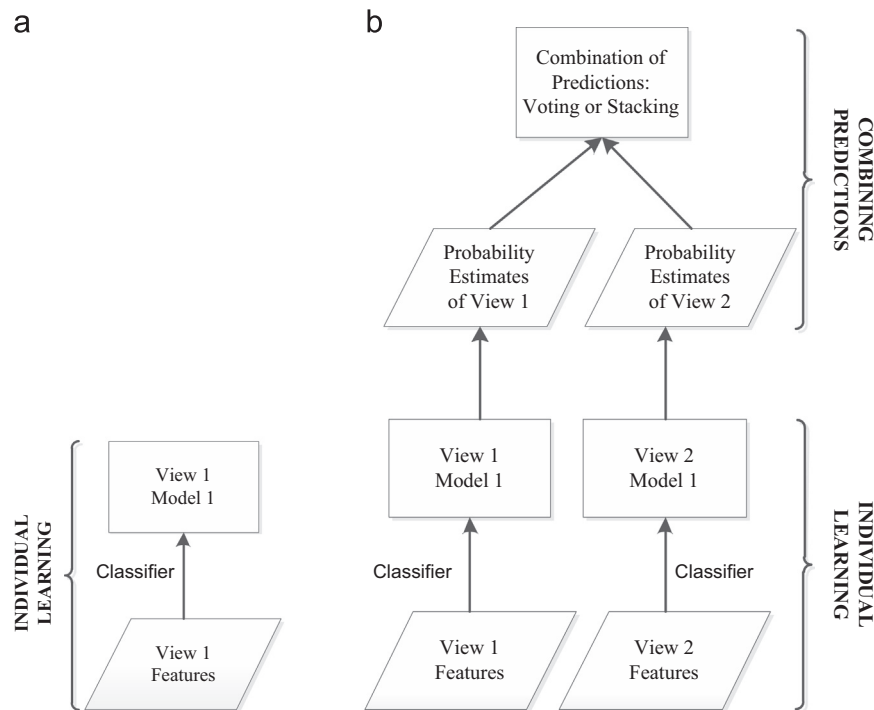 a
View 1
Model 1
Classifier
View 1
Features
INDIVIDUAL
LEARNING
b
Combination of
Predictions:
Voting or Stacking
Probability
Estimates
of View 1
Probability
Estimates
of View 2
COMBINING
PREDICTIONS
View 1
Model 1
View 2
Model 1
Classifier
Classifier
View 1
Features
View 2
Features
INDIVIDUAL
LEARNING